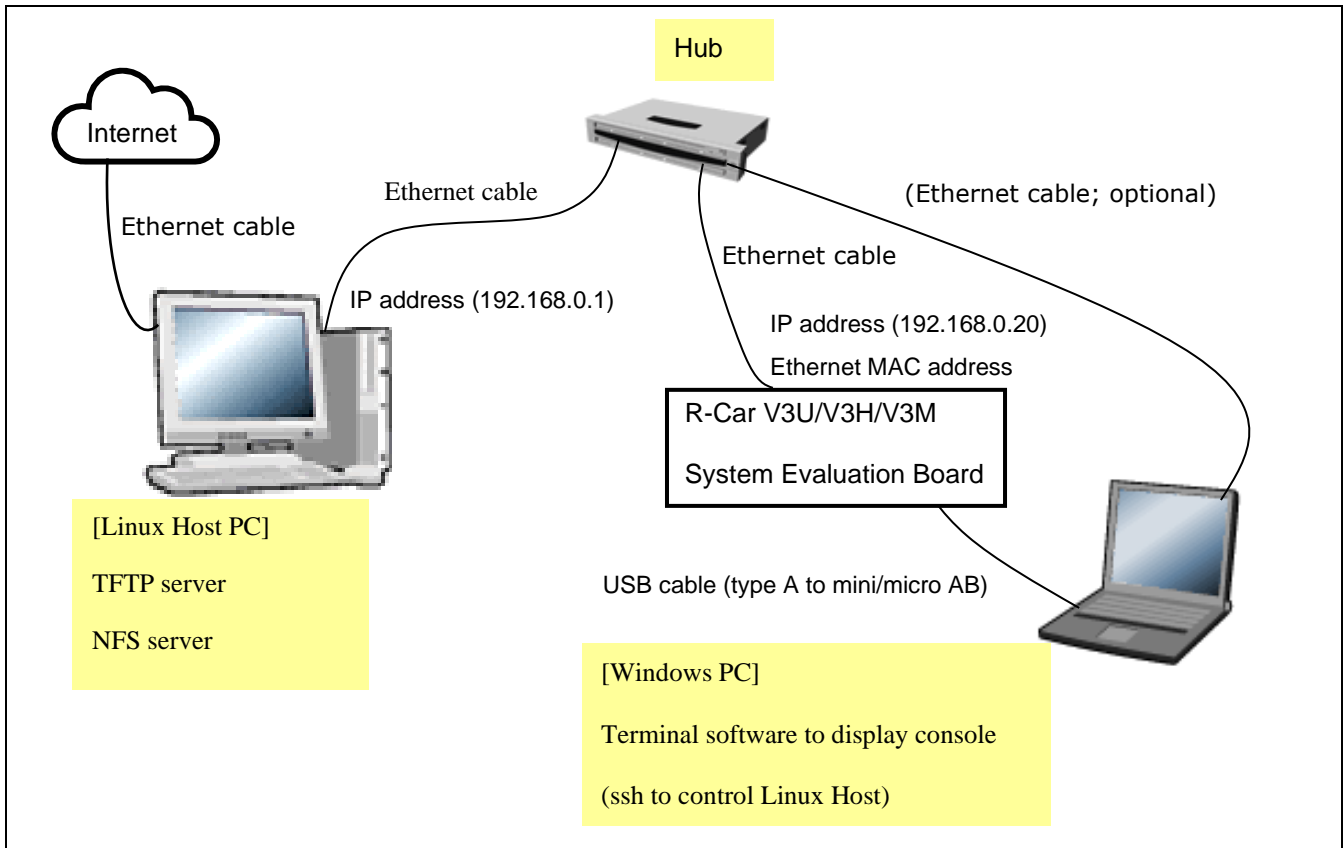 Hub
Internet
Ethernet cable
(Ethernet cable; optional)
Ethernet cable
Ethernet cable
IP address (192.168.0.1)
IP address (192.168.0.20)
Ethernet MAC address
R-Car V3U/V3H/V3M
System Evaluation Board
[Linux Host PC]
TFTP server
NFS server
USB cable (type A to mini/micro AB)
[Windows PC]
Terminal software to display console
(ssh to control Linux Host)